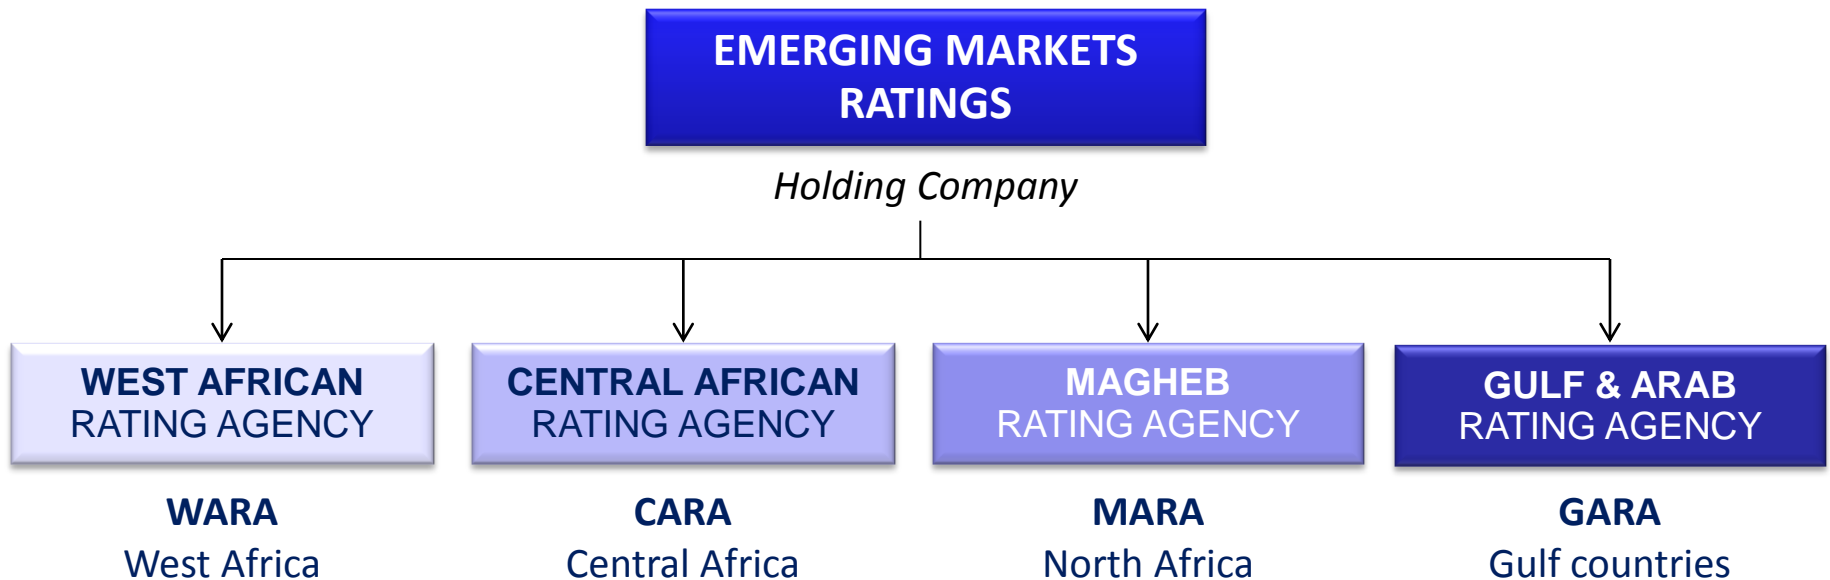 EMERGING MARKETS
RATINGS
Holding Company
WEST AFRICAN
RATING AGENCY
CENTRAL AFRICAN
RATING AGENCY
MAGHEB
RATING AGENCY
GULF & ARAB
RATING AGENCY
WARA
West Africa
CARA
Central Africa
MARA
North Africa
GARA
Gulf countries